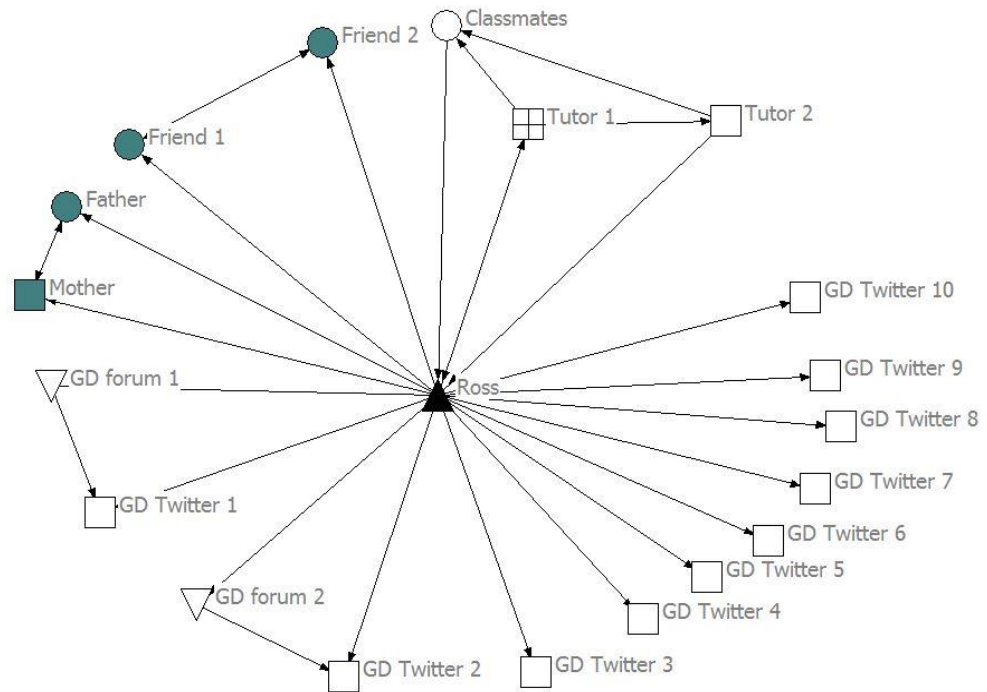 Classmates
Friend 2
Tutor 1
Tutor 2
Friend 1
Father
Mother
GD Twitter 10
GD forum 1
GD Twitter 9
Ross
GD Twitter 8
GD Twitter 7
GD Twitter 1
GD Twitter 6
GD Twitter 5
GD forum 2
GD Twitter 4
GD Twitter 2
GD Twitter 3